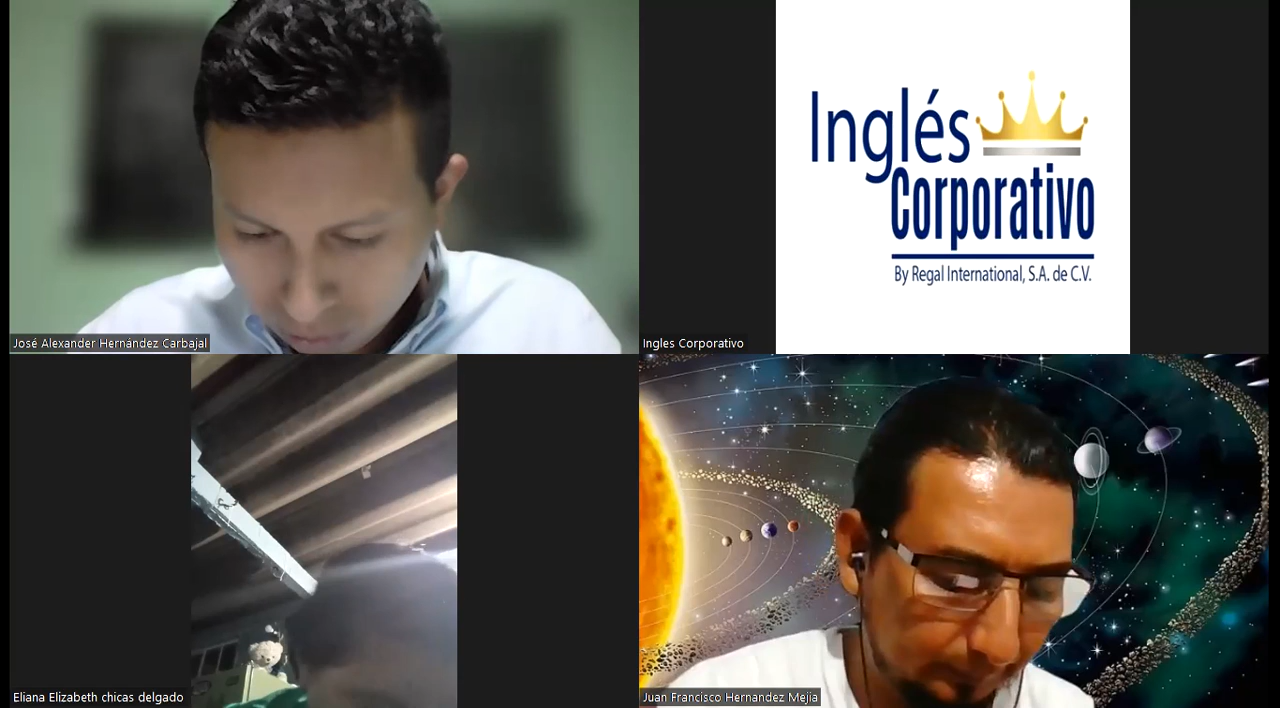 José Alexander Hernández Carbajal
Inglés
Corporativo
By Regal International, S.A. de C.V.
Ingles Corporativo
Eliana Elizabeth chicas delgado
Juan Francisco Hernandez Mejia